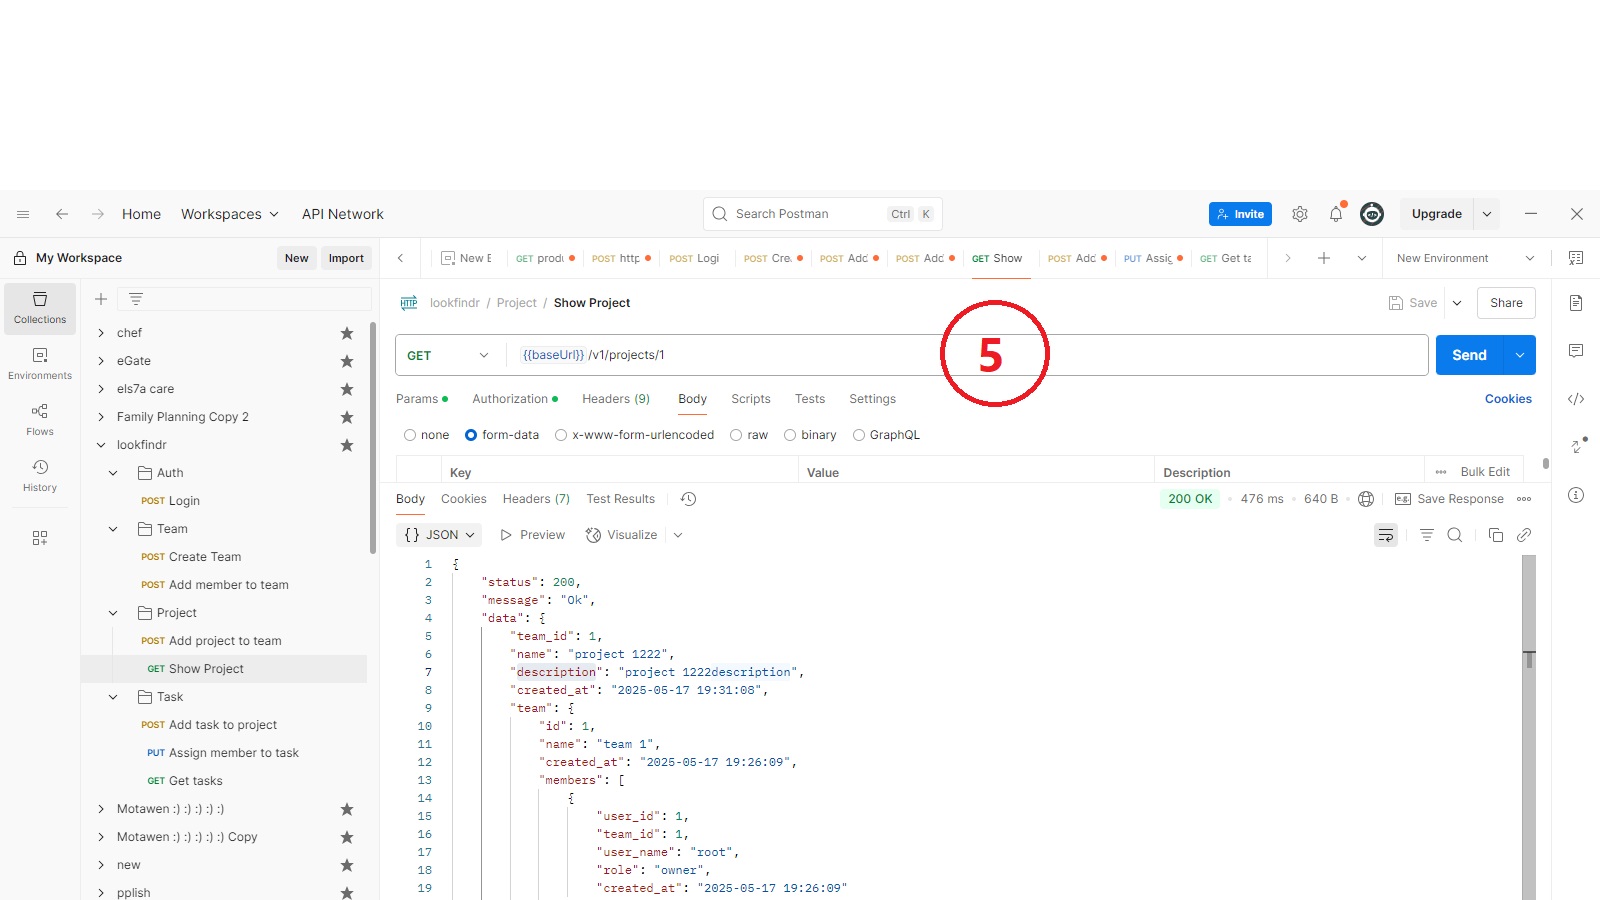 Home Workspaces API Network Search Postman Ctrl K Invite Upgrade
My Workspace New Import
New E GET produ POST http POST Logi POST Cre. POST Add POST Add GET Show POST Add PUT Assig GET Get ta New Environment
Collections
Environments
Flows
History
chef
eGate
els7a care
Family Planning Copy 2
lookfindr
Auth
POST Login
Team
POST Create Team
POST Add member to team
Project
POST Add project to team
GET Show Project
Task
POST Add task to project
PUT Assign member to task
GET Get tasks
Motawen :) :) :) :) :)
Motawen :) :) :) :) :) Copy
new
pplish
HTTP lookfindr / Project / Show Project Save Share
GET {{baseUrl}} /v1/projects/1 Send
5
Params Authorization Headers (9) Body Scripts Tests Settings Cookies
none form-data x-www-form-urlencoded raw binary GraphQL
Key Value Description Bulk Edit
Body Cookies Headers (7) Test Results 200 OK 476 ms 640 B e.g. Save Response
{} JSON Preview Visualize
1 {
2 "status": 200,
3 "message": "Ok",
4 "data": {
5 "team_id": 1,
6 "name": "project 1222",
7 "description": "project 1222description",
8 "created_at": "2025-05-17 19:31:08",
9 "team": {
10 "id": 1,
11 "name": "team 1",
12 "created_at": "2025-05-17 19:26:09",
13 "members": [
14 {
15 "user_id": 1,
16 "team_id": 1,
17 "user_name": "root",
18 "role": "owner",
19 "created_at": "2025-05-17 19:26:09"